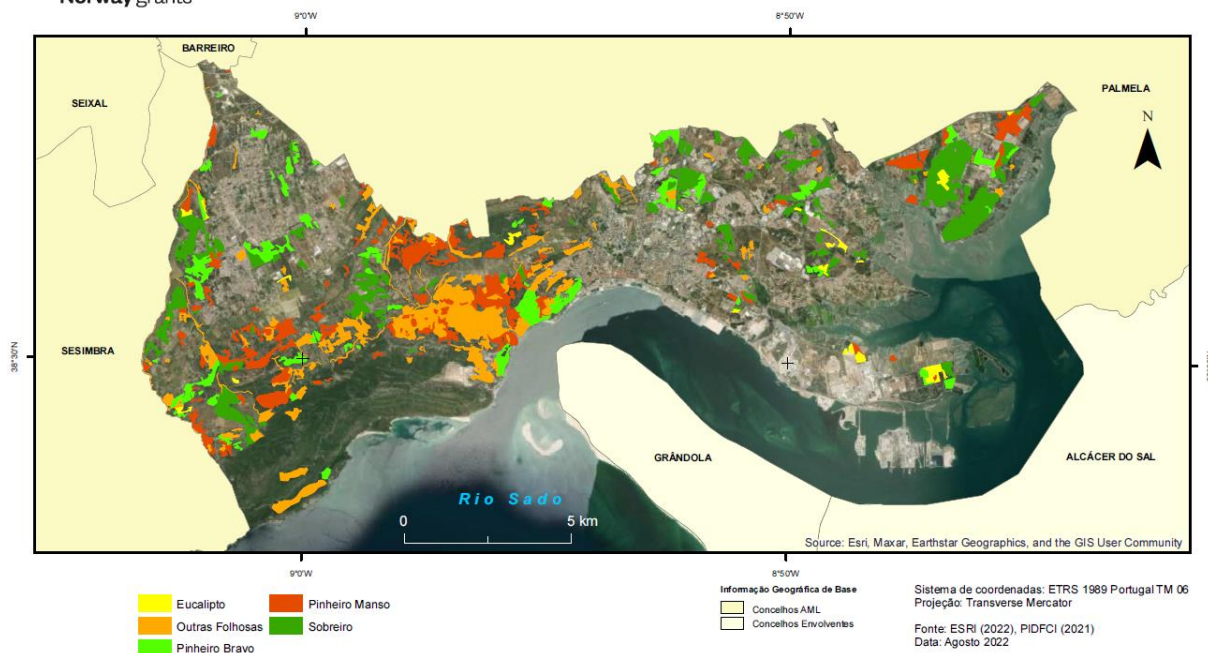 Norway grants
9°0'W
8°50'W
BARREIRO
SEIXAL
PALMELA
N
SESIMBRA
38°30'N
GRÂNDOLA
ALCÁCER DO SAL
Rio Sado
0
5 km
Source: Esri, Maxar, Earthstar Geographics, and the GIS User Community
9°0'W
8°50'W
Eucalipto
Pinheiro Manso
Outras Folhosas
Sobreiro
Pinheiro Bravo
Informação Geográfica de Base
Concelhos AML
Concelhos Envolventes
Sistema de coordenadas: ETRS 1989 Portugal TM 06
Projeção: Transverse Mercator
Fonte: ESRI (2022), PIDFCI (2021)
Data: Agosto 2022